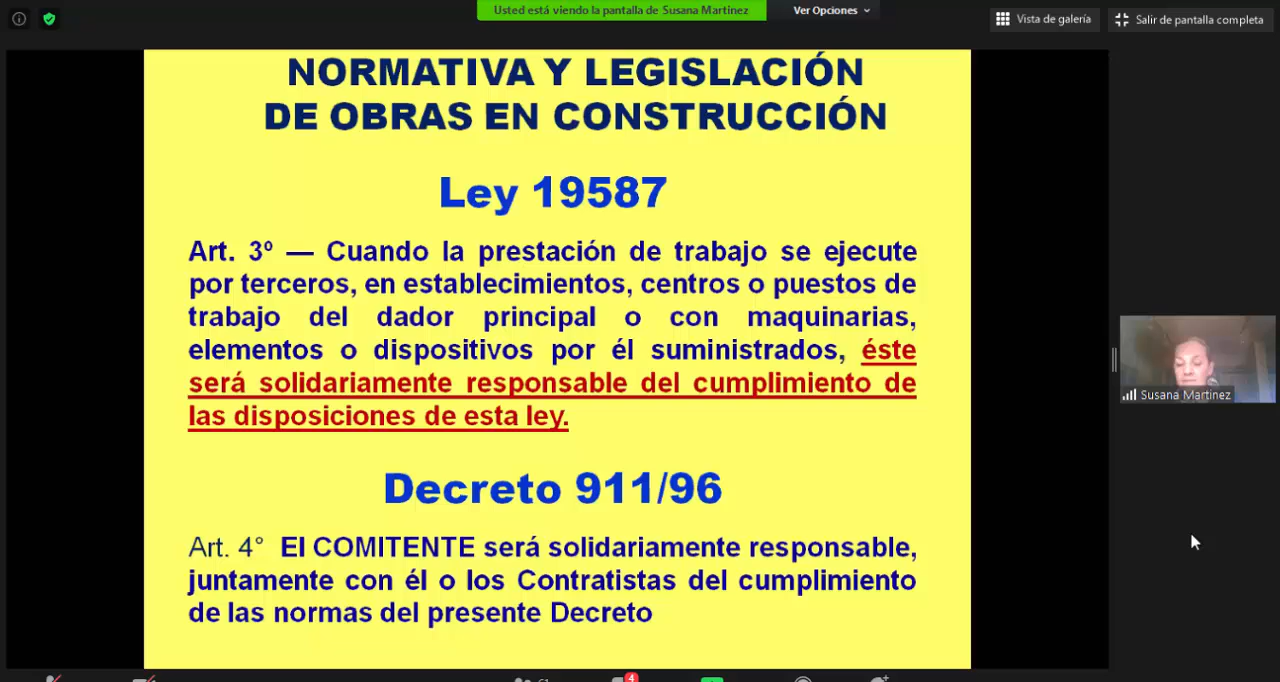 Usted está viendo la pantalla de Susana Martinez
Ver Opciones
Vista de galería
Salir de pantalla completa
NORMATIVA Y LEGISLACIÓN
DE OBRAS EN CONSTRUCCIÓN
Ley 19587
Art. 3º — Cuando la prestación de trabajo se ejecute
por terceros, en establecimientos, centros o puestos de
trabajo del dador principal o con maquinarias,
elementos o dispositivos por él suministrados, éste
será solidariamente responsable del cumplimiento de
las disposiciones de esta ley.
Susana Martinez
Decreto 911/96
Art. 4° El COMITENTE será solidariamente responsable,
juntamente con él o los Contratistas del cumplimiento
de las normas del presente Decreto
4